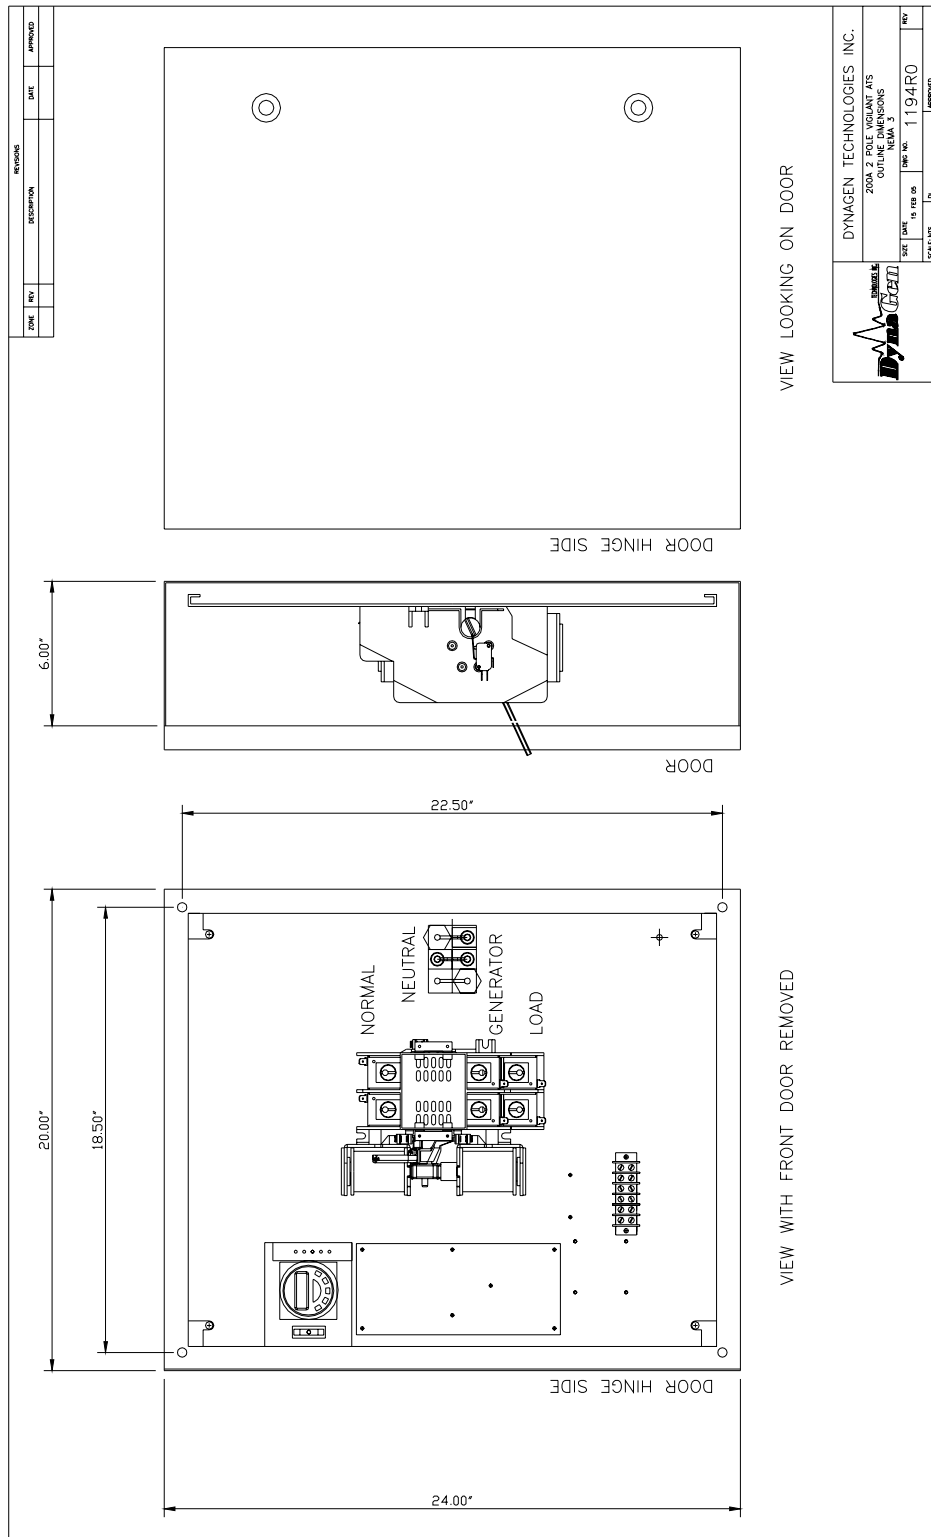 REVISIONS
ZONE REV DESCRIPTION DATE APPROVED
VIEW LOOKING ON DOOR
DOOR HINGE SIDE
6.00"
DOOR
22.50"
20.00"
18.50"
NORMAL
NEUTRAL
GENERATOR
LOAD
VIEW WITH FRONT DOOR REMOVED
DOOR HINGE SIDE
24.00"
DynaGen
TECHNOLOGIES INC.
DYNAGEN TECHNOLOGIES INC.
200A 2 POLE VIGILANT ATS
OUTLINE DIMENSIONS
NEMA 3
SIZE DATE DWG NO. REV
15 FEB 05 1194R0